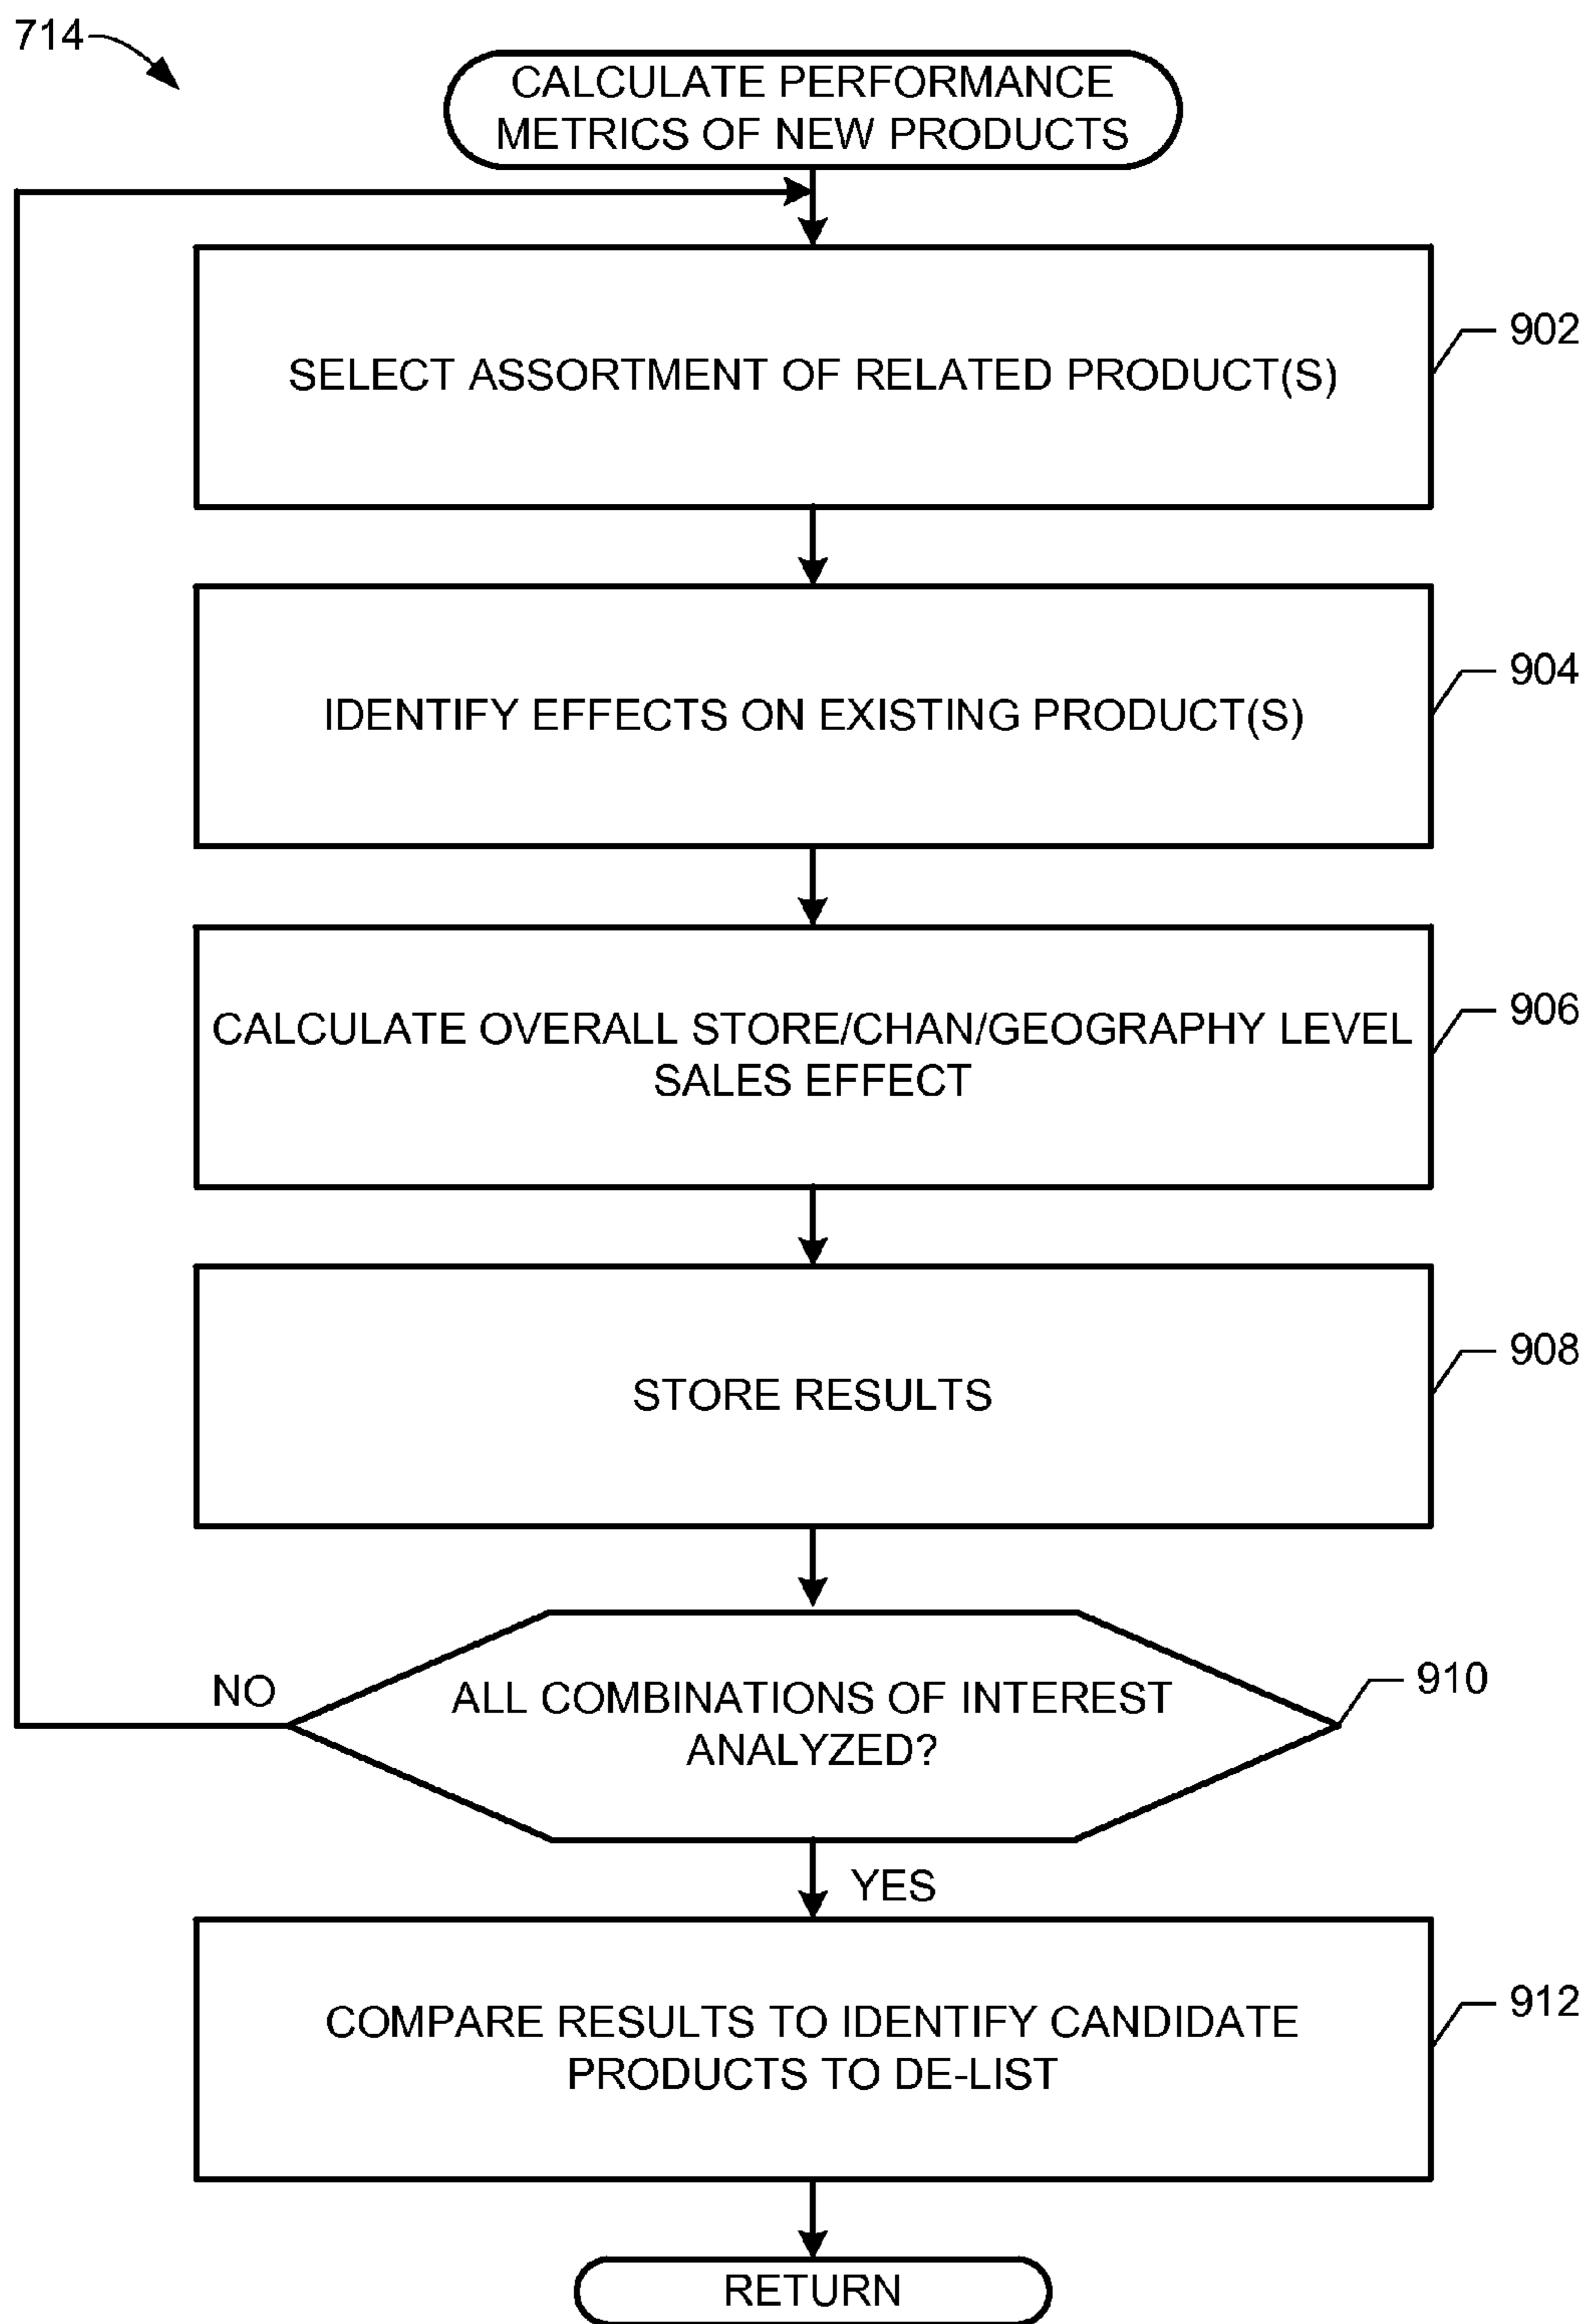 714
CALCULATE PERFORMANCE
METRICS OF NEW PRODUCTS
SELECT ASSORTMENT OF RELATED PRODUCT(S)
902
IDENTIFY EFFECTS ON EXISTING PRODUCT(S)
904
CALCULATE OVERALL STORE/CHAN/GEOGRAPHY LEVEL
SALES EFFECT
906
STORE RESULTS
908
NO
ALL COMBINATIONS OF INTEREST
ANALYZED?
910
YES
COMPARE RESULTS TO IDENTIFY CANDIDATE
PRODUCTS TO DE-LIST
912
RETURN